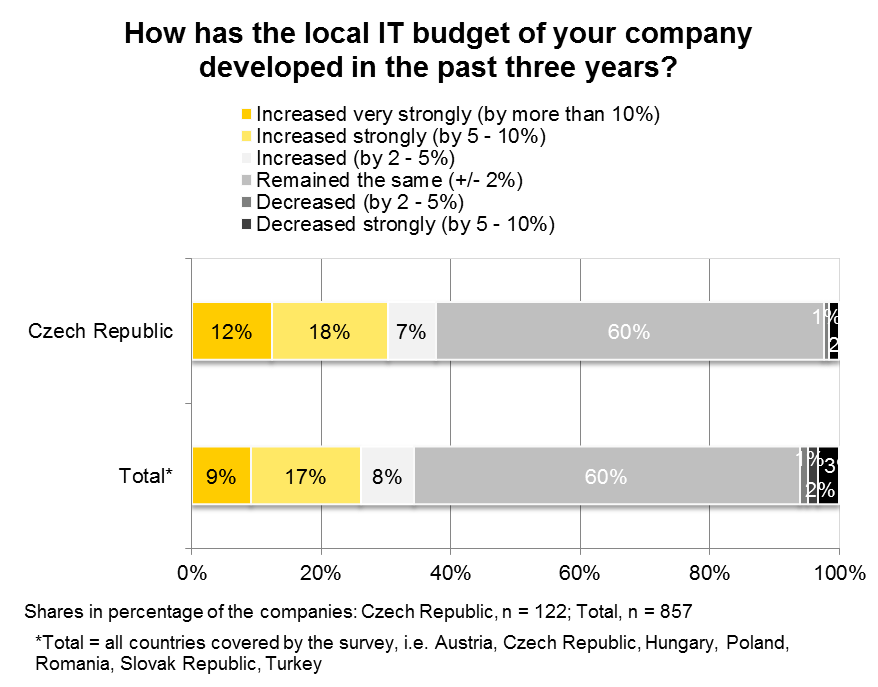 How has the local IT budget of your company
developed in the past three years?
Increased very strongly (by more than 10%)
Increased strongly (by 5 - 10%)
Increased (by 2 - 5%)
Remained the same (+/- 2%)
Decreased (by 2 - 5%)
Decreased strongly (by 5 - 10%)
Czech Republic
12%
18%
7%
60%
1%
Total*
9%
17%
8%
60%
1%
2%
0%
20%
40%
60%
80%
100%
Shares in percentage of the companies: Czech Republic, n = 122; Total, n = 857
*Total = all countries covered by the survey, i.e. Austria, Czech Republic, Hungary, Poland,
Romania, Slovak Republic, Turkey